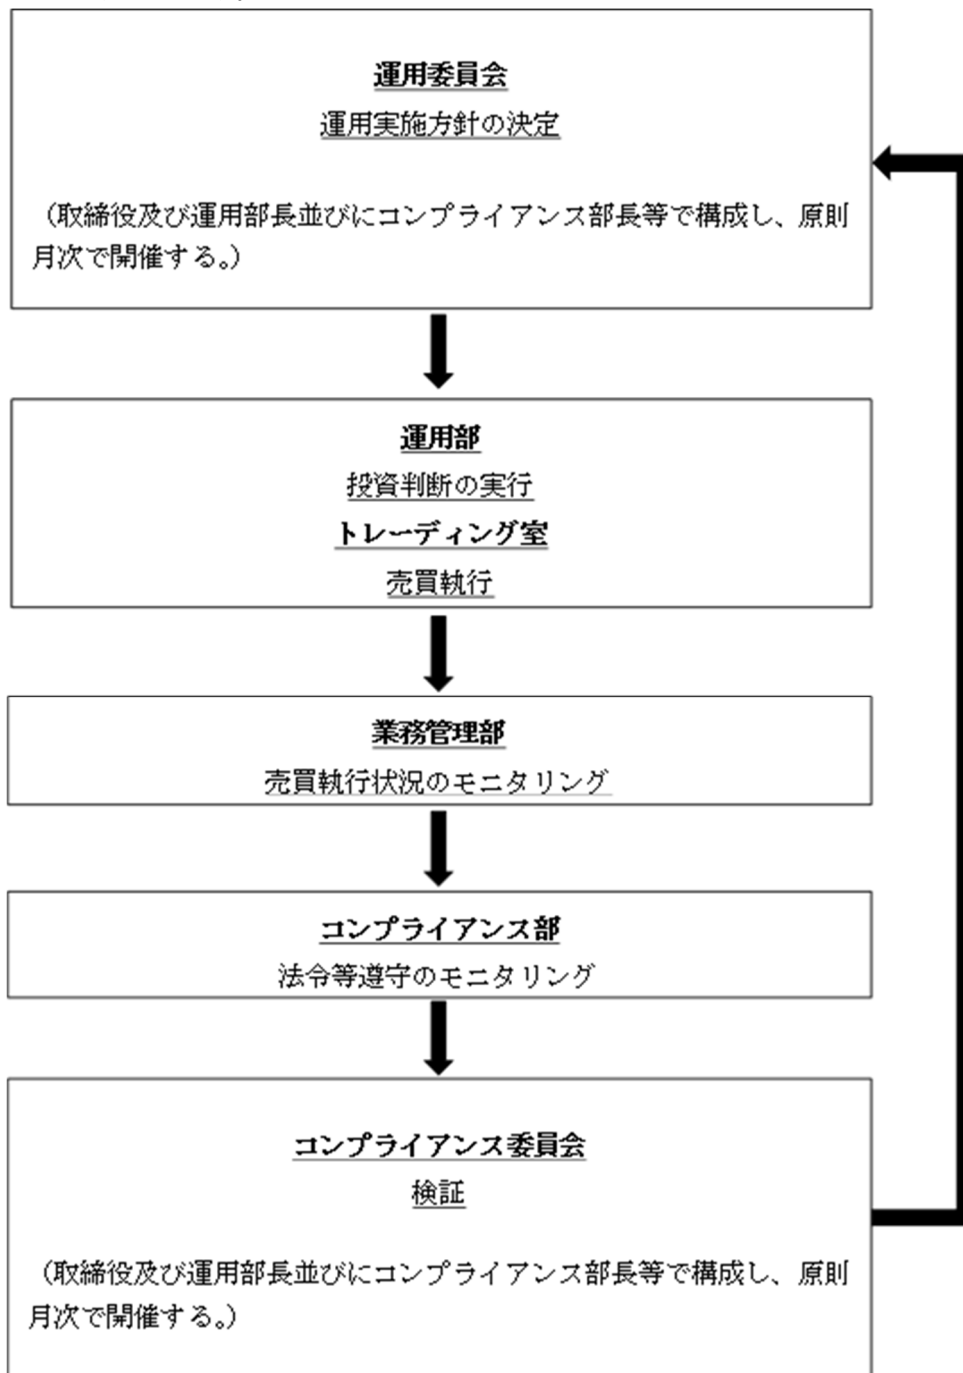 運用委員会
運用実施方針の決定
（取締役及び運用部長並びにコンプライアンス部長等で構成し、原則
月次で開催する。）
運用部
投資判断の実行
トレーディング室
売買執行
業務管理部
売買執行状況のモニタリング
コンプライアンス部
法令等遵守のモニタリング
コンプライアンス委員会
検証
（取締役及び運用部長並びにコンプライアンス部長等で構成し、原則
月次で開催する。）